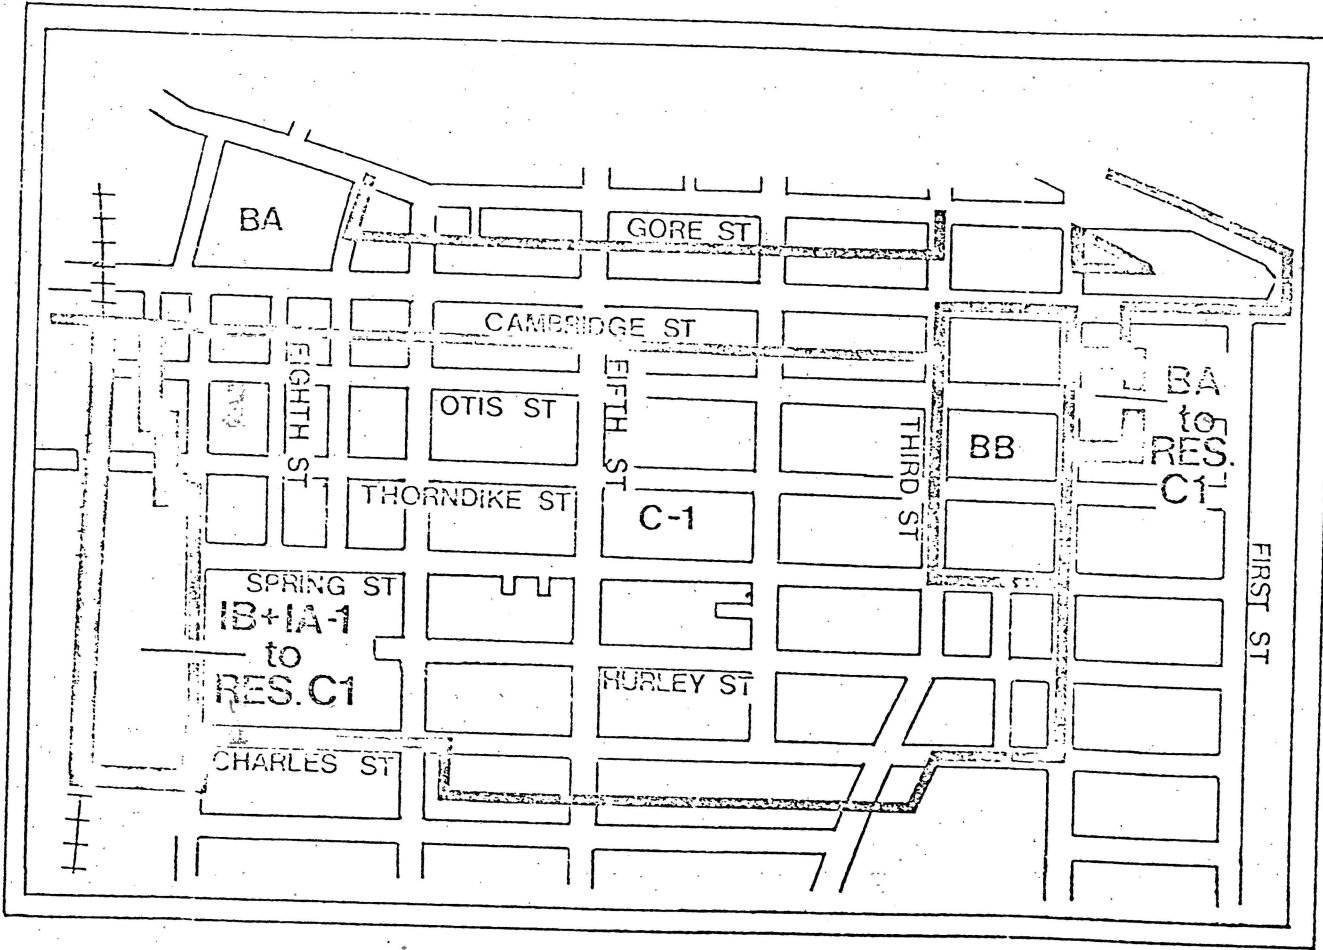 BA
GORE ST
CAMBRIDGE ST
EIGHTH ST
FIFTH ST
OTIS ST
THIRD ST
BB
BA
to
RES.
C1
THORNDIKE ST
C-1
FIRST ST
SPRING ST
IB+IA-1
to
RES.C1
HURLEY ST
CHARLES ST